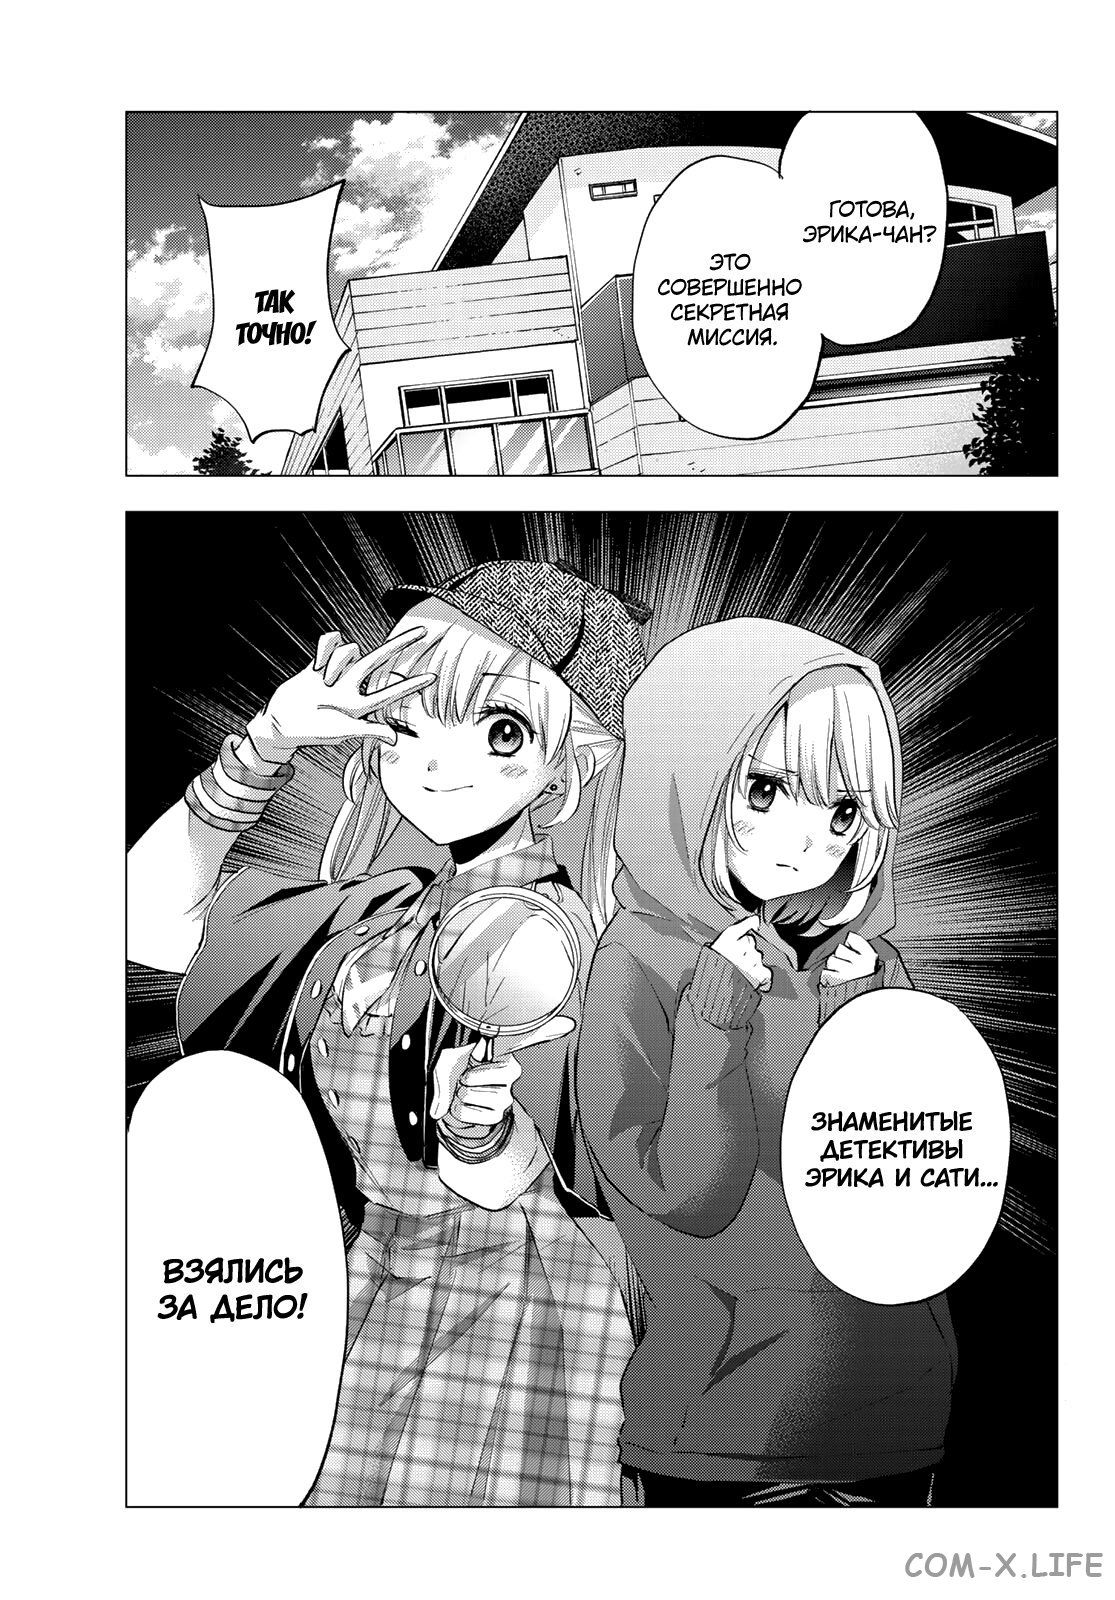 ГОТОВА,
ЭРИКА-ЧАН?
ЭТО
СОВЕРШЕННО
СЕКРЕТНАЯ
МИССИЯ.
ТАК
ТОЧНО!
ЗНАМЕНИТЫЕ
ДЕТЕКТИВЫ
ЭРИКА И САТИ...
ВЗЯЛИСЬ
ЗА ДЕЛО!
COM-X.LIFE